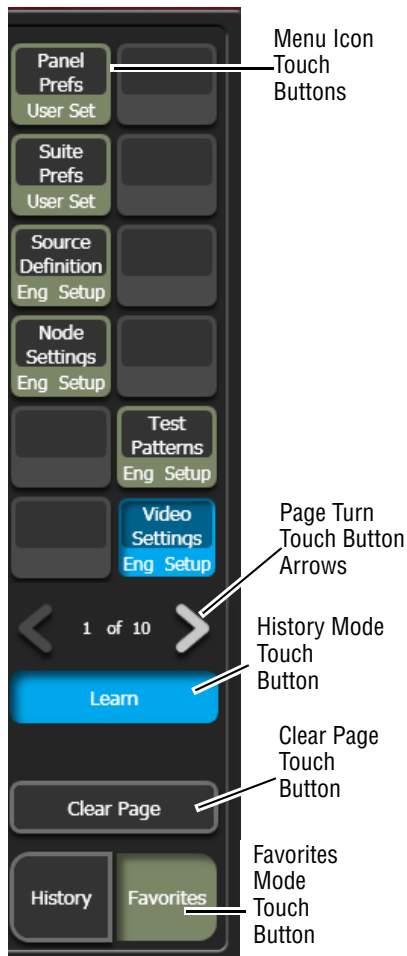 Panel
Prefs
User Set
Menu Icon
Touch
Buttons
Suite
Prefs
User Set
Source
Definition
Eng Setup
Node
Settings
Eng Setup
Test
Patterns
Eng Setup
Video
Settings
Eng Setup
Page Turn
Touch Button
Arrows
1 of 10
History Mode
Touch
Button
Learn
Clear Page
Touch
Button
Clear Page
Favorites
Mode
Touch
Button
History
Favorites